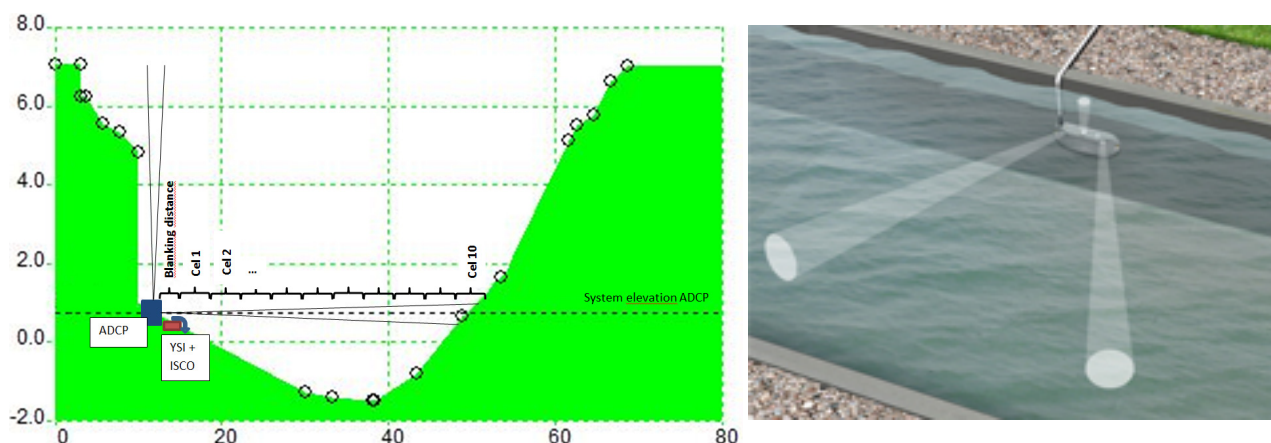 8.0
6.0
4.0
2.0
0.0
-2.0
0
20
40
60
80
Blanking distance
Cel 1
Cel 2
...
Cel 10
System elevation ADCP
ADCP
YSI +
ISCO